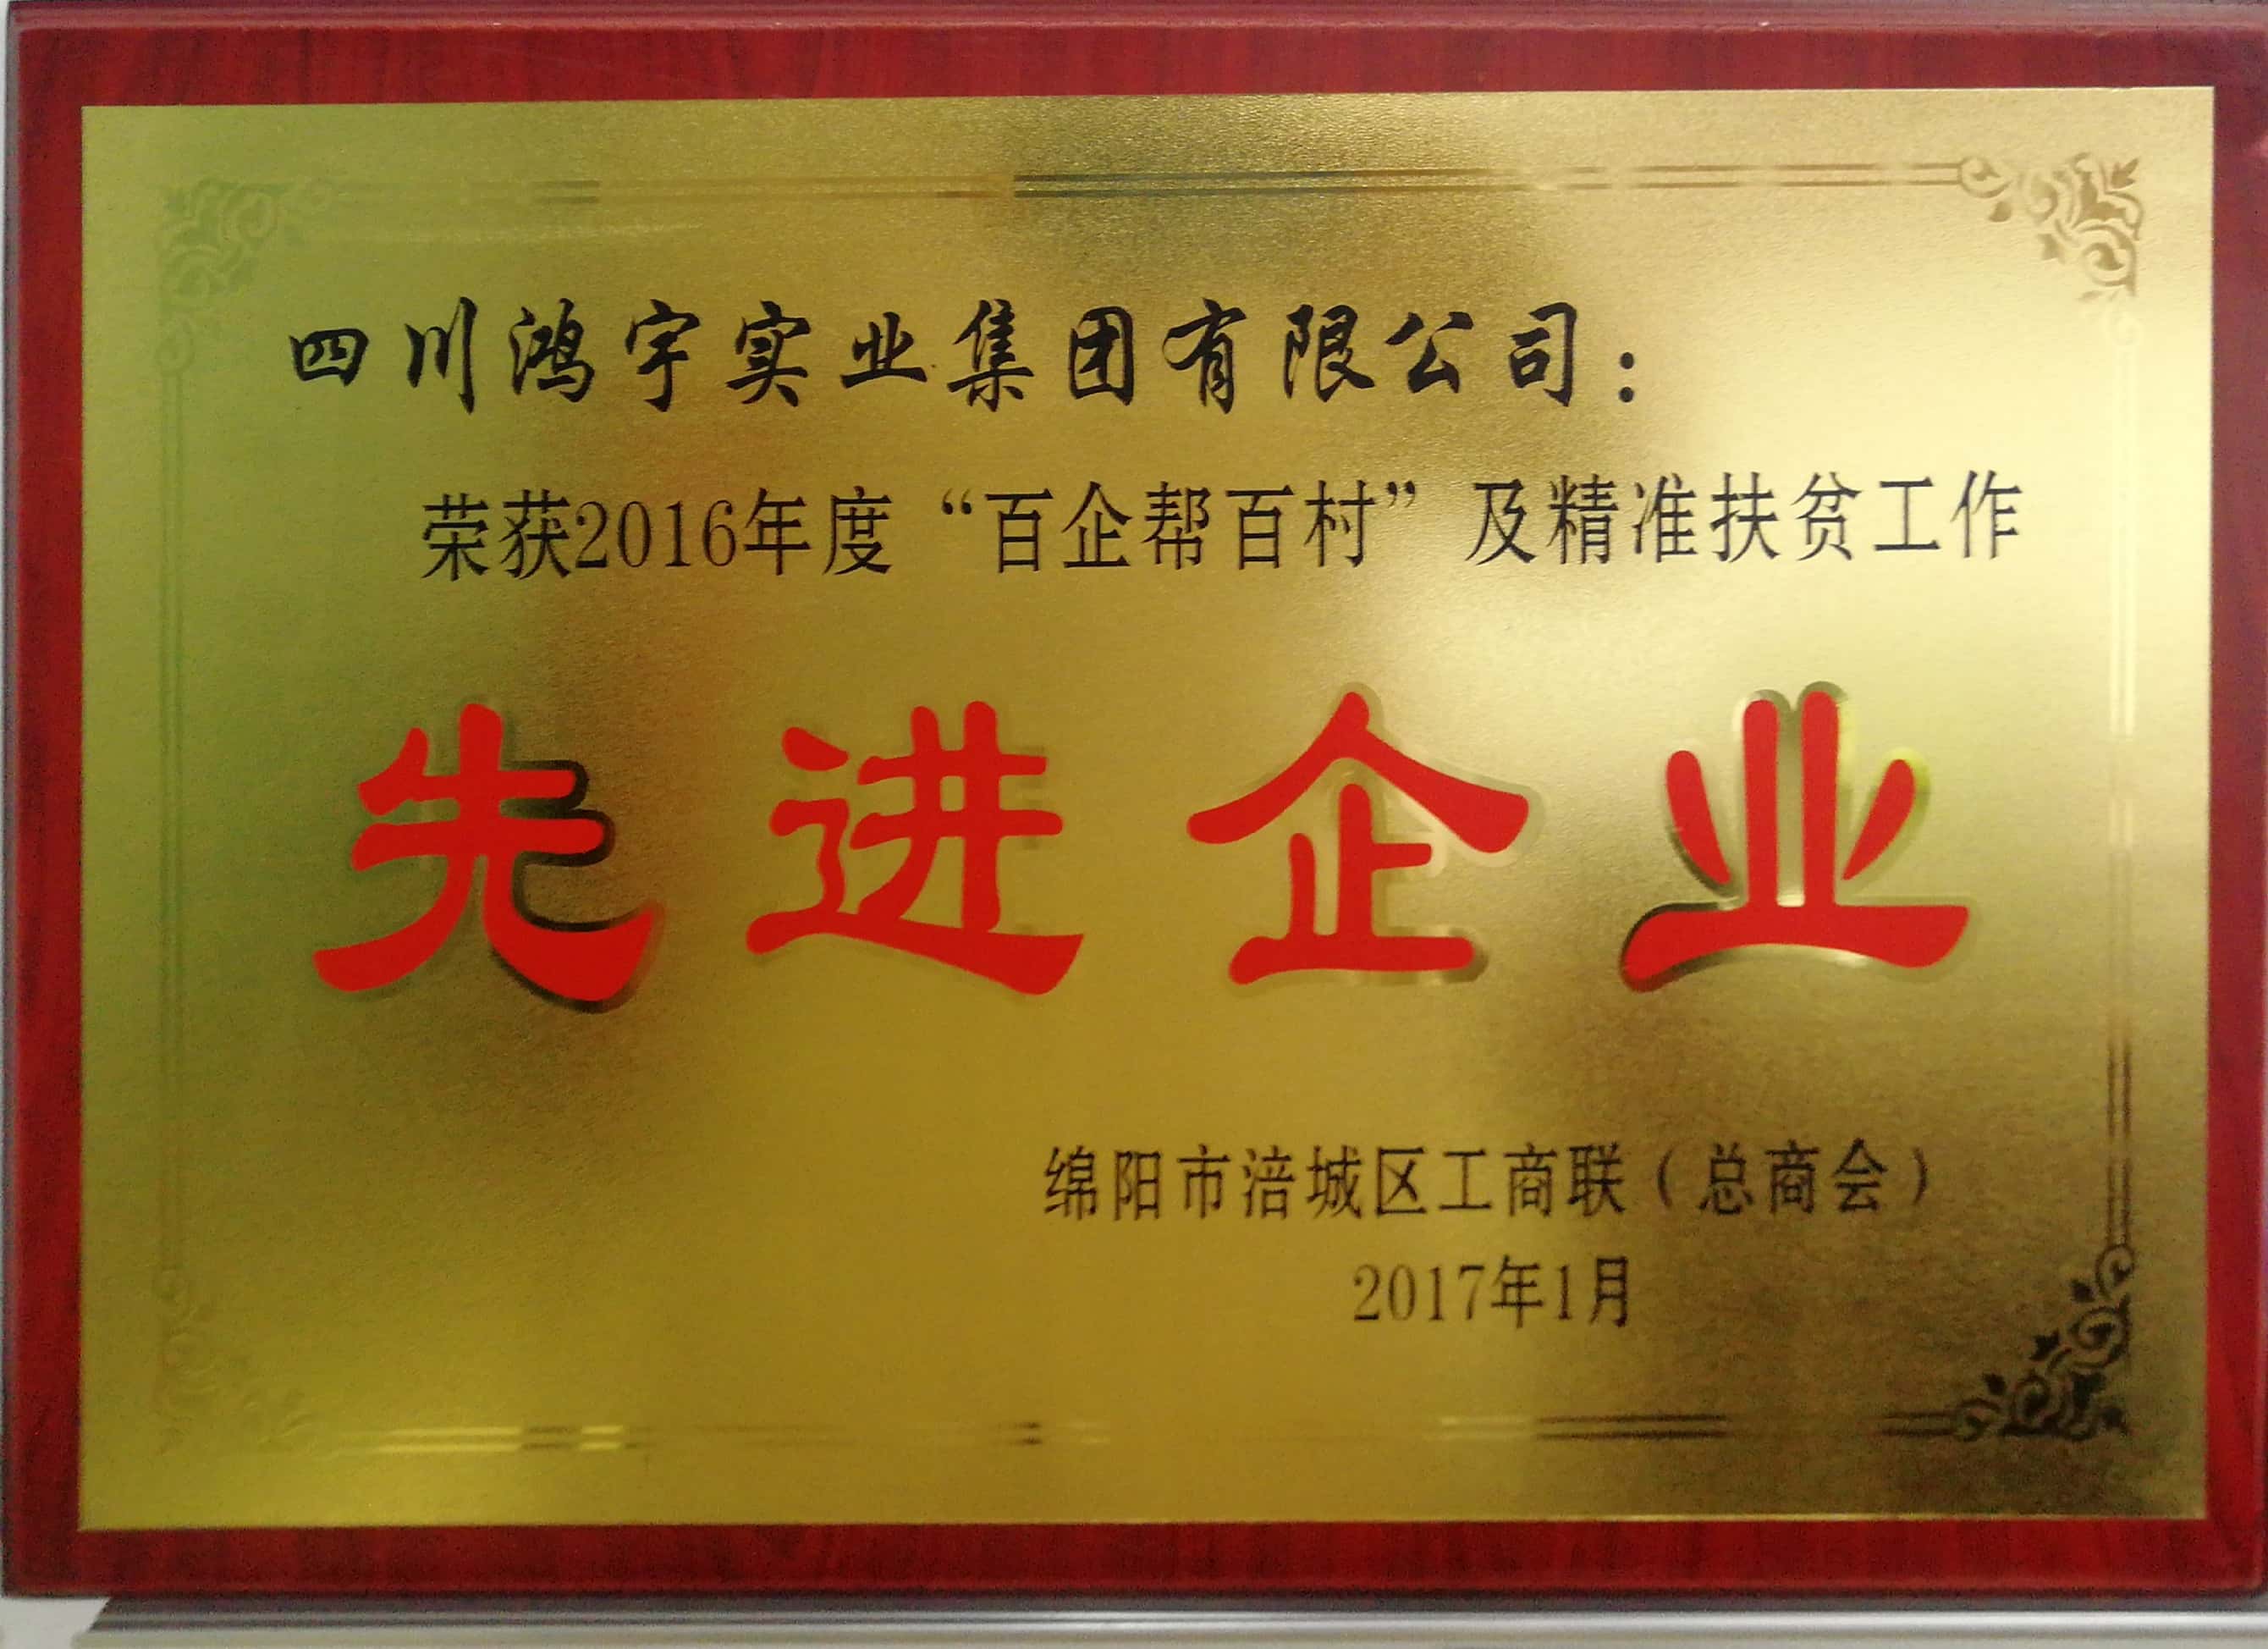 四川鸿宇实业集团有限公司：
荣获2016年度“百企帮百村”及精准扶贫工作
先进企业
绵阳市涪城区工商联（总商会）
2017年1月